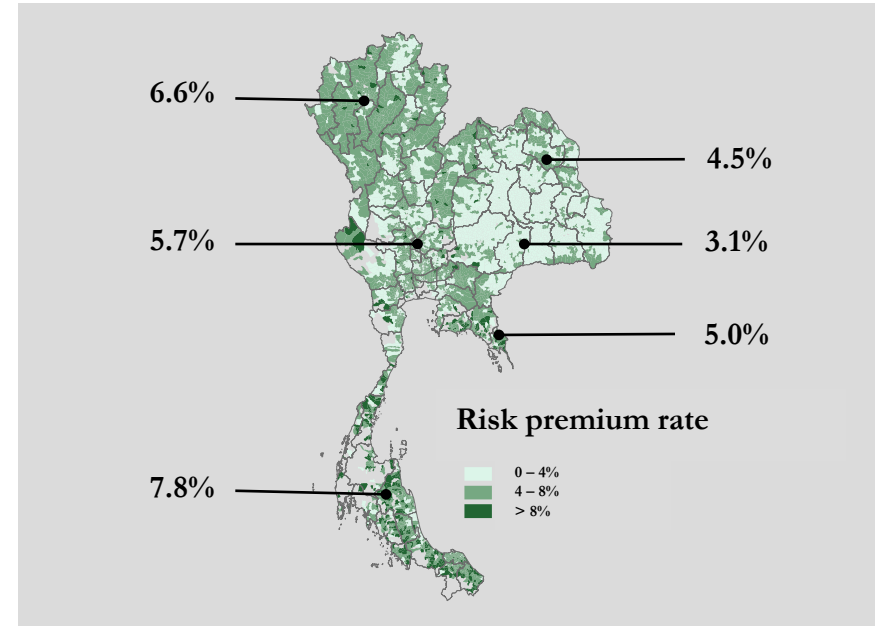 6.6%
4.5%
5.7%
3.1%
5.0%
Risk premium rate
0 – 4%
4 – 8%
> 8%
7.8%